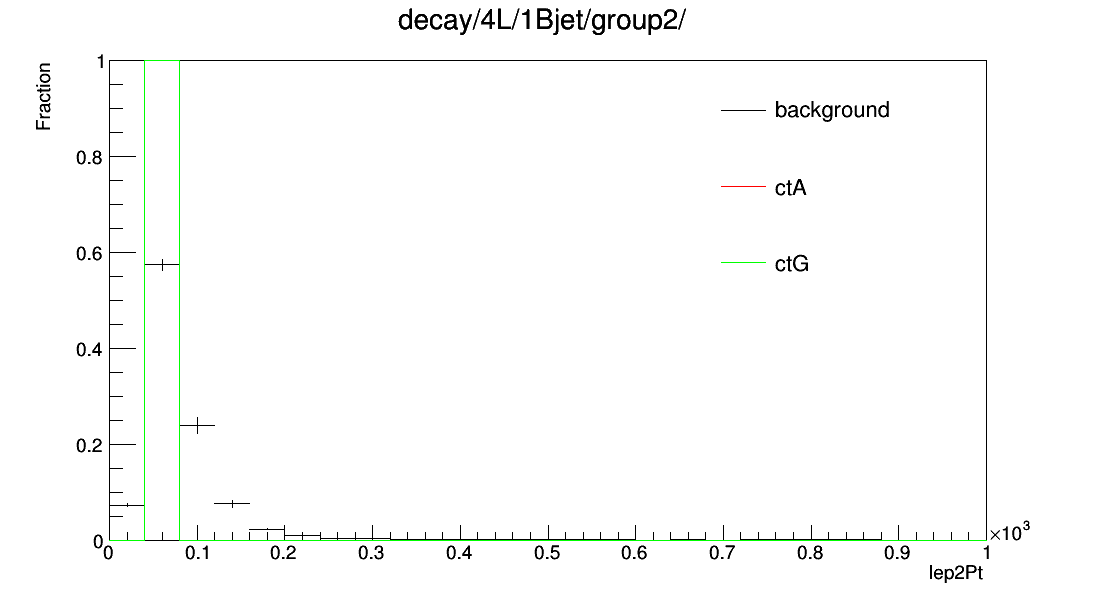 decay/4L/1Bjet/group2/
Fraction
background
ctA
ctG
1
0.8
0.6
0.4
0.2
0
0 0.1 0.2 0.3 0.4 0.5 0.6 0.7 0.8 0.9 1
×10³
lep2Pt